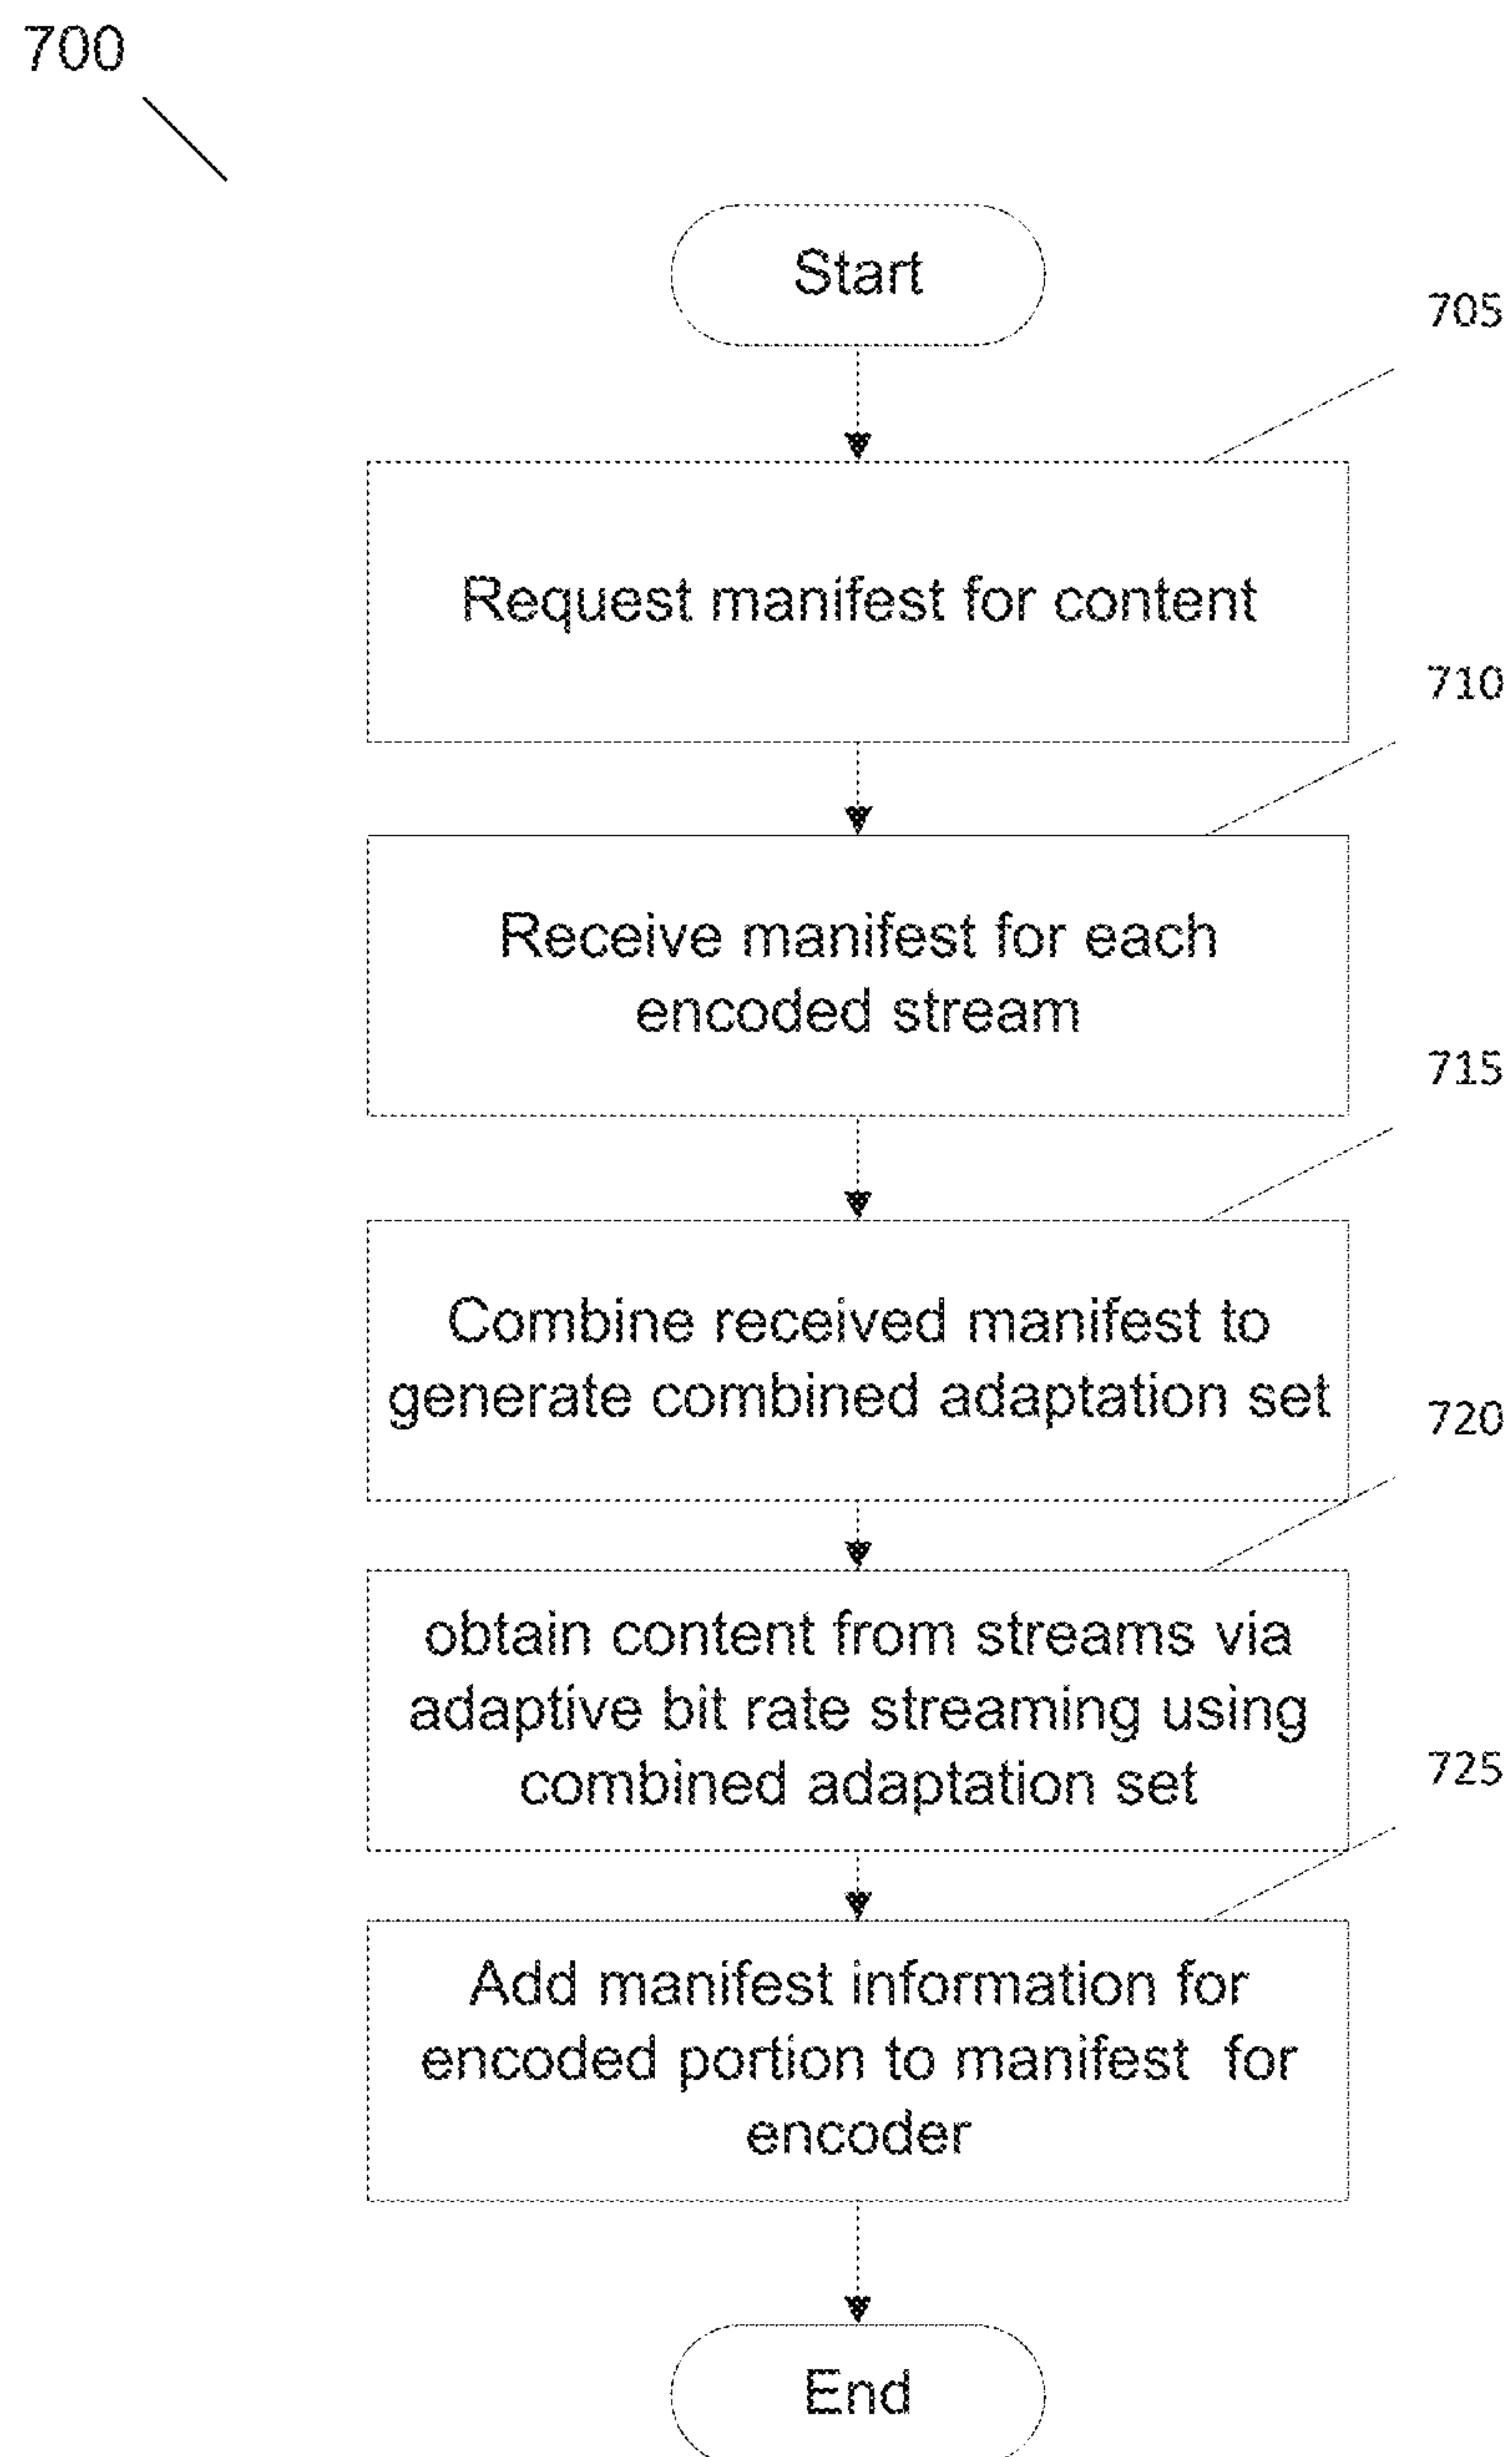 700
Start
705
Request manifest for content
710
Receive manifest for each
encoded stream
715
Combine received manifest to
generate combined adaptation set
720
obtain content from streams via
adaptive bit rate streaming using
combined adaptation set
725
Add manifest information for
encoded portion to manifest for
encoder
End